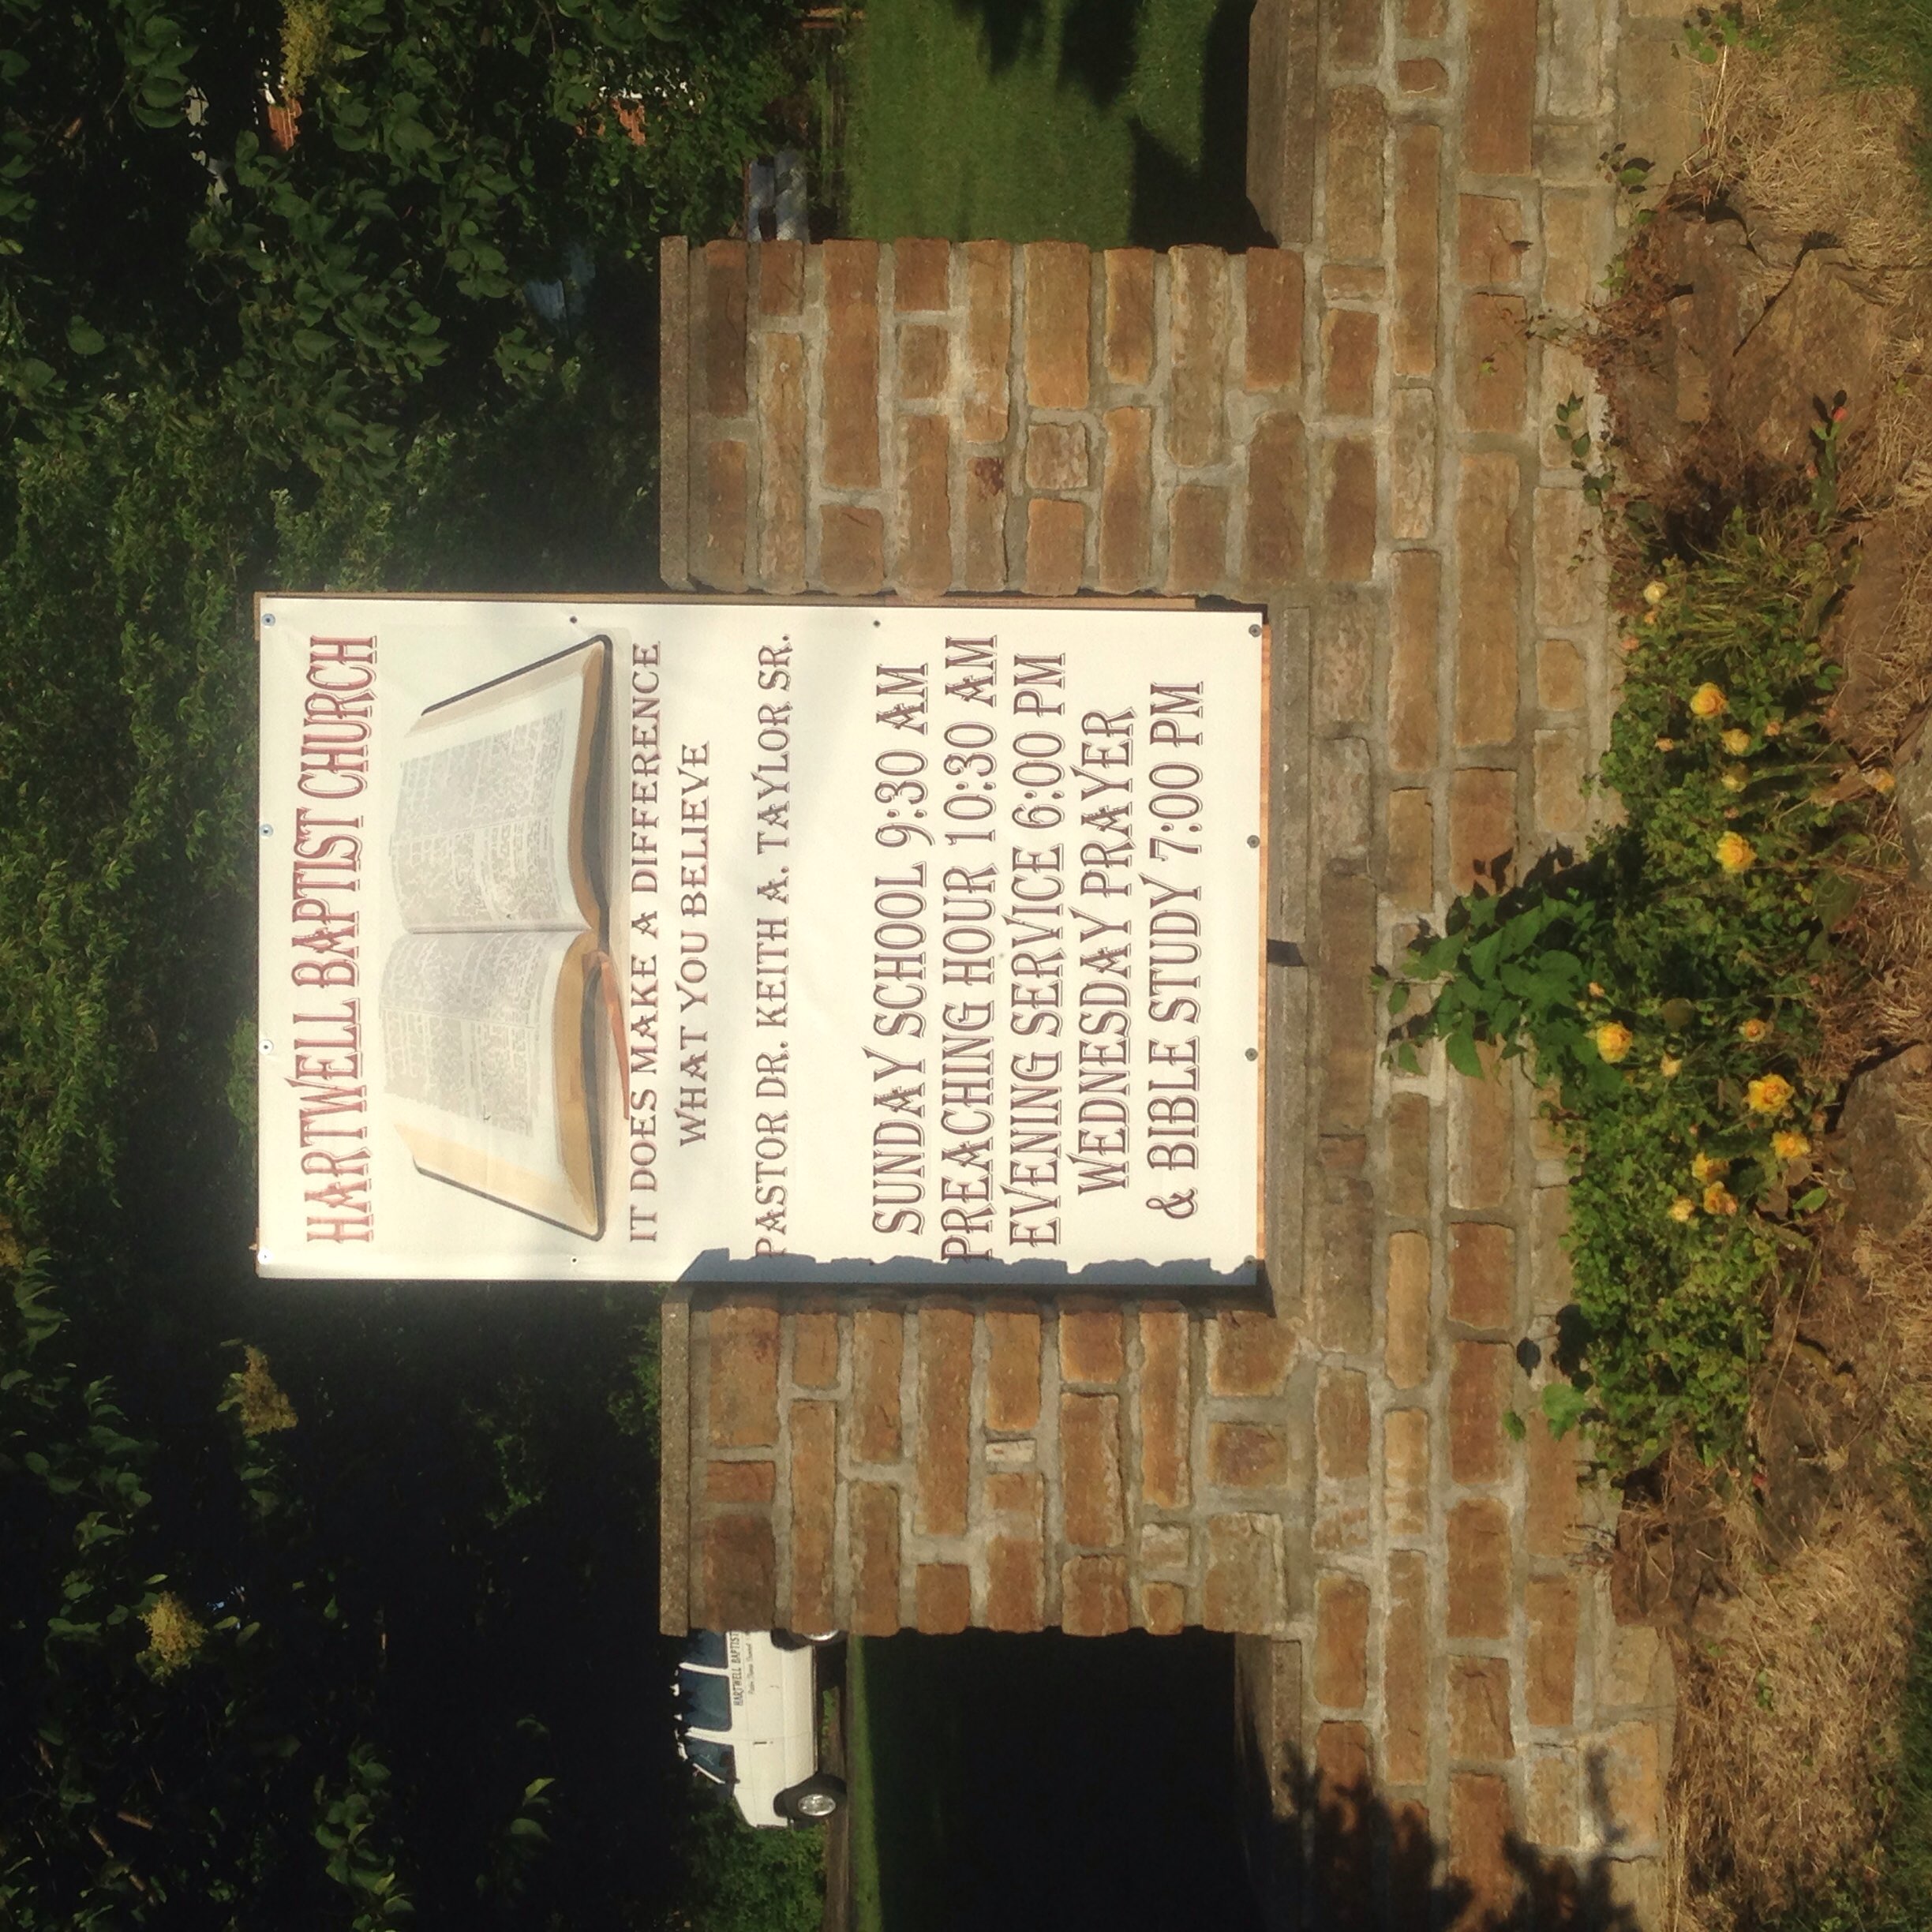 HARTWELL BAPTIST CHURCH
IT DOES MAKE A DIFFERENCE
WHAT YOU BELIEVE
PASTOR DR. KEITH A. TAYLOR SR.
SUNDAY SCHOOL 9:30 AM
PREACHING HOUR 10:30 AM
EVENING SERVICE 6:00 PM
WEDNESDAY PRAYER
& BIBLE STUDY 7:00 PM
HARTWELL BAPTIST
Pastor